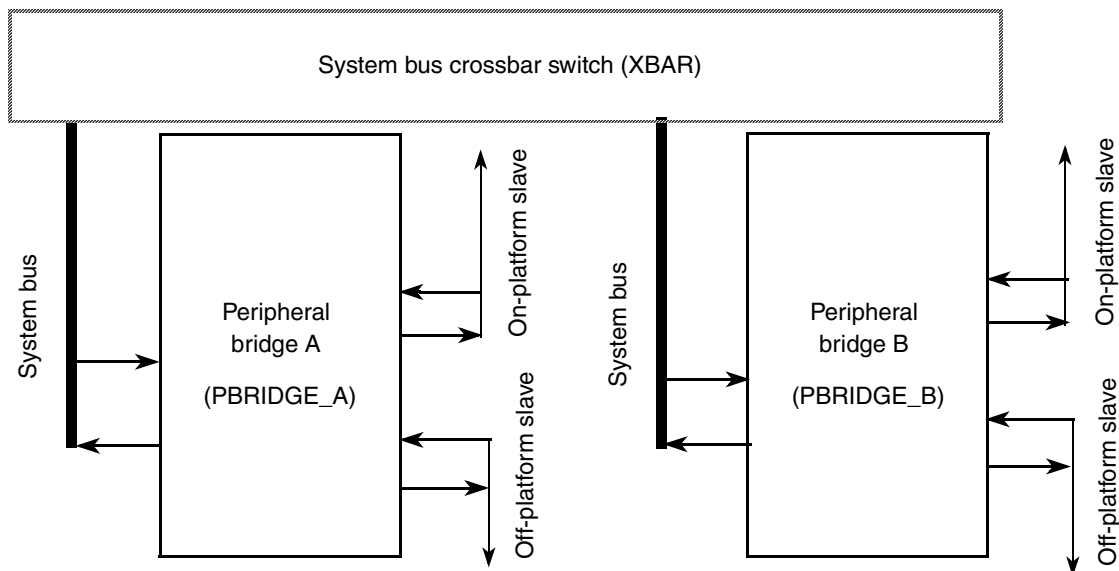 System bus crossbar switch (XBAR)
System bus
Peripheral
bridge A
(PBRIDGE_A)
On-platform slave
Off-platform slave
System bus
Peripheral
bridge B
(PBRIDGE_B)
On-platform slave
Off-platform slave